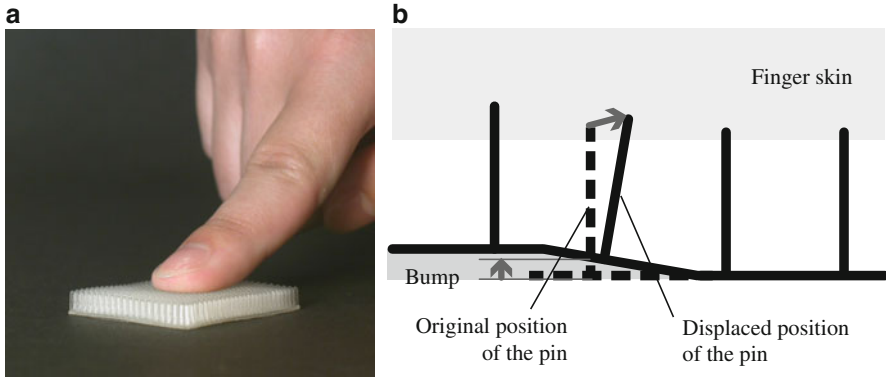 a
b
Finger skin
Bump
Original position
of the pin
Displaced position
of the pin